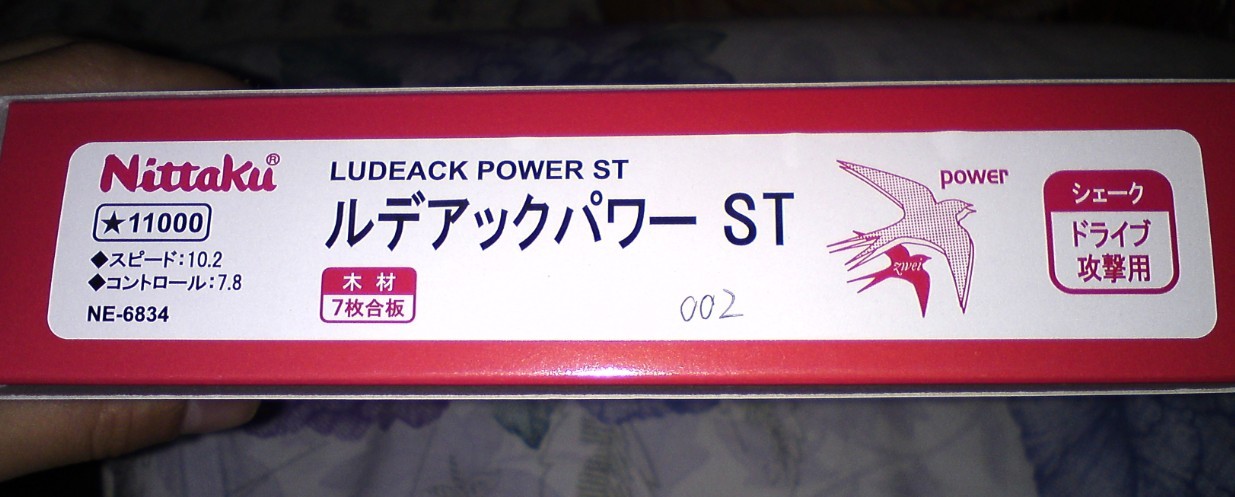 Nittaku®
★11000
◆スピード:10.2
◆コントロール:7.8
NE-6834
LUDEACK POWER ST
ルデアックパワー ST
木材
7枚合板
002
power
zwei
シェーク
ドライブ
攻撃用